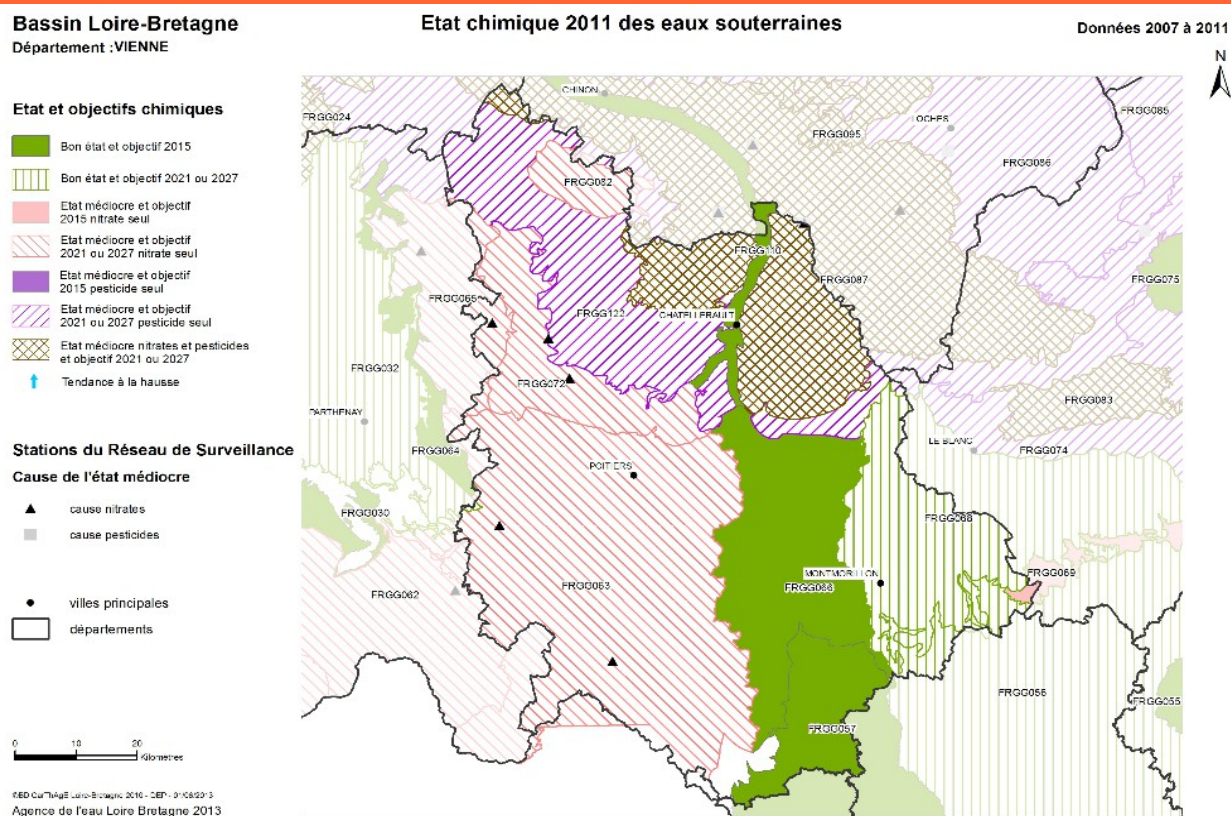 Bassin Loire-Bretagne
Département :VIENNE
Etat chimique 2011 des eaux souterraines
Données 2007 à 2011
N
Etat et objectifs chimiques
Bon état et objectif 2015
Bon état et objectif 2021 ou 2027
Etat médiocre et objectif
2015 nitrate seul
Etat médiocre et objectif
2021 ou 2027 nitrate seul
Etat médiocre et objectif
2015 pesticide seul
Etat médiocre et objectif
2021 ou 2027 pesticide seul
Etat médiocre nitrates et pesticides
et objectif 2021 ou 2027
Tendance à la hausse
Stations du Réseau de Surveillance
Cause de l'état médiocre
cause nitrates
cause pesticides
villes principales
départements
0 10 20
Kilomètres
Agence de l'eau Loire Bretagne 2013
CHINON
FRGG024
FRGG095
LOCHES
FRGG085
FRGG086
FRGG082
FRGG110
FRGG087
FRGG075
FRGG065
FRGG122
CHATELLERAULT
FRGG032
FRGG072
FRGG083
PARTHENAY
FRGG064
LE BLANC
FRGG074
POITIERS
FRGG030
FRGG068
MONTMORILLON
FRGG069
FRGG062
FRGG063
FRGG066
FRGG056
FRGG055
FRGG057